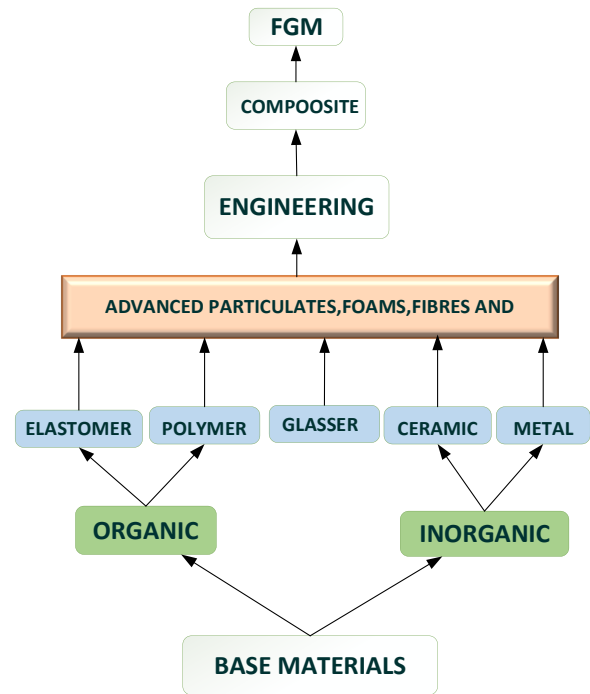 FGM
COMPOOSITE
ENGINEERING
ADVANCED PARTICULATES,FOAMS,FIBRES AND
ELASTOMER
POLYMER
GLASSER
CERAMIC
METAL
ORGANIC
INORGANIC
BASE MATERIALS